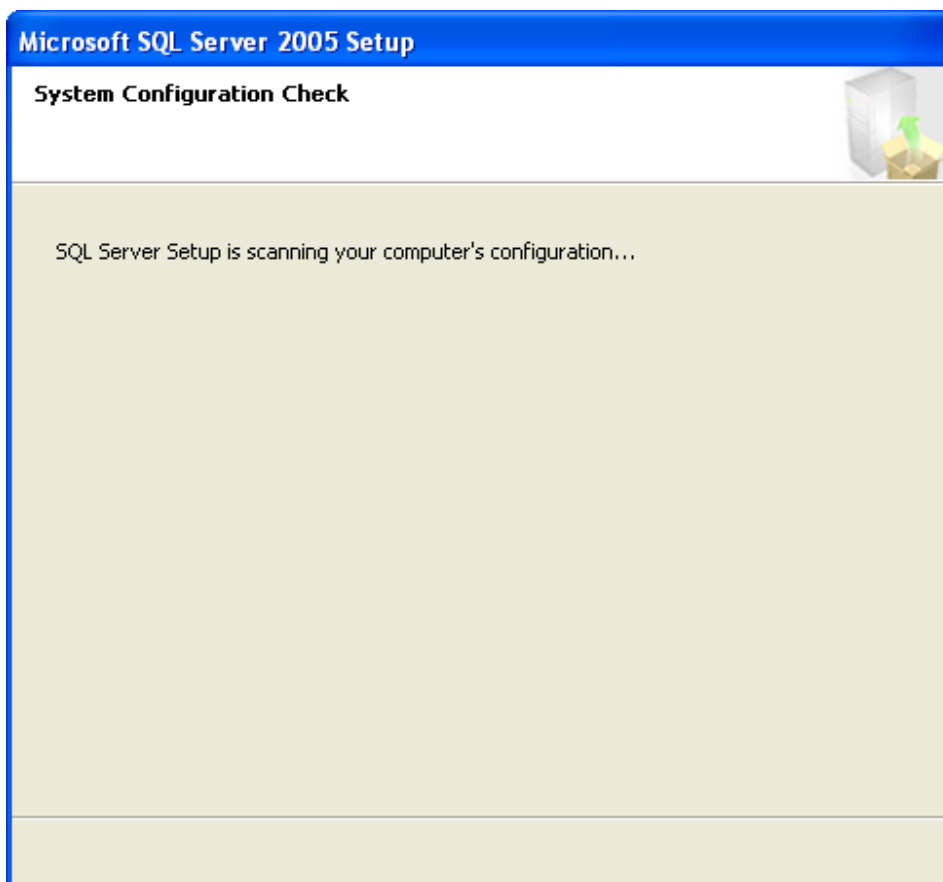 Microsoft SQL Server 2005 Setup
System Configuration Check
SQL Server Setup is scanning your computer's configuration...